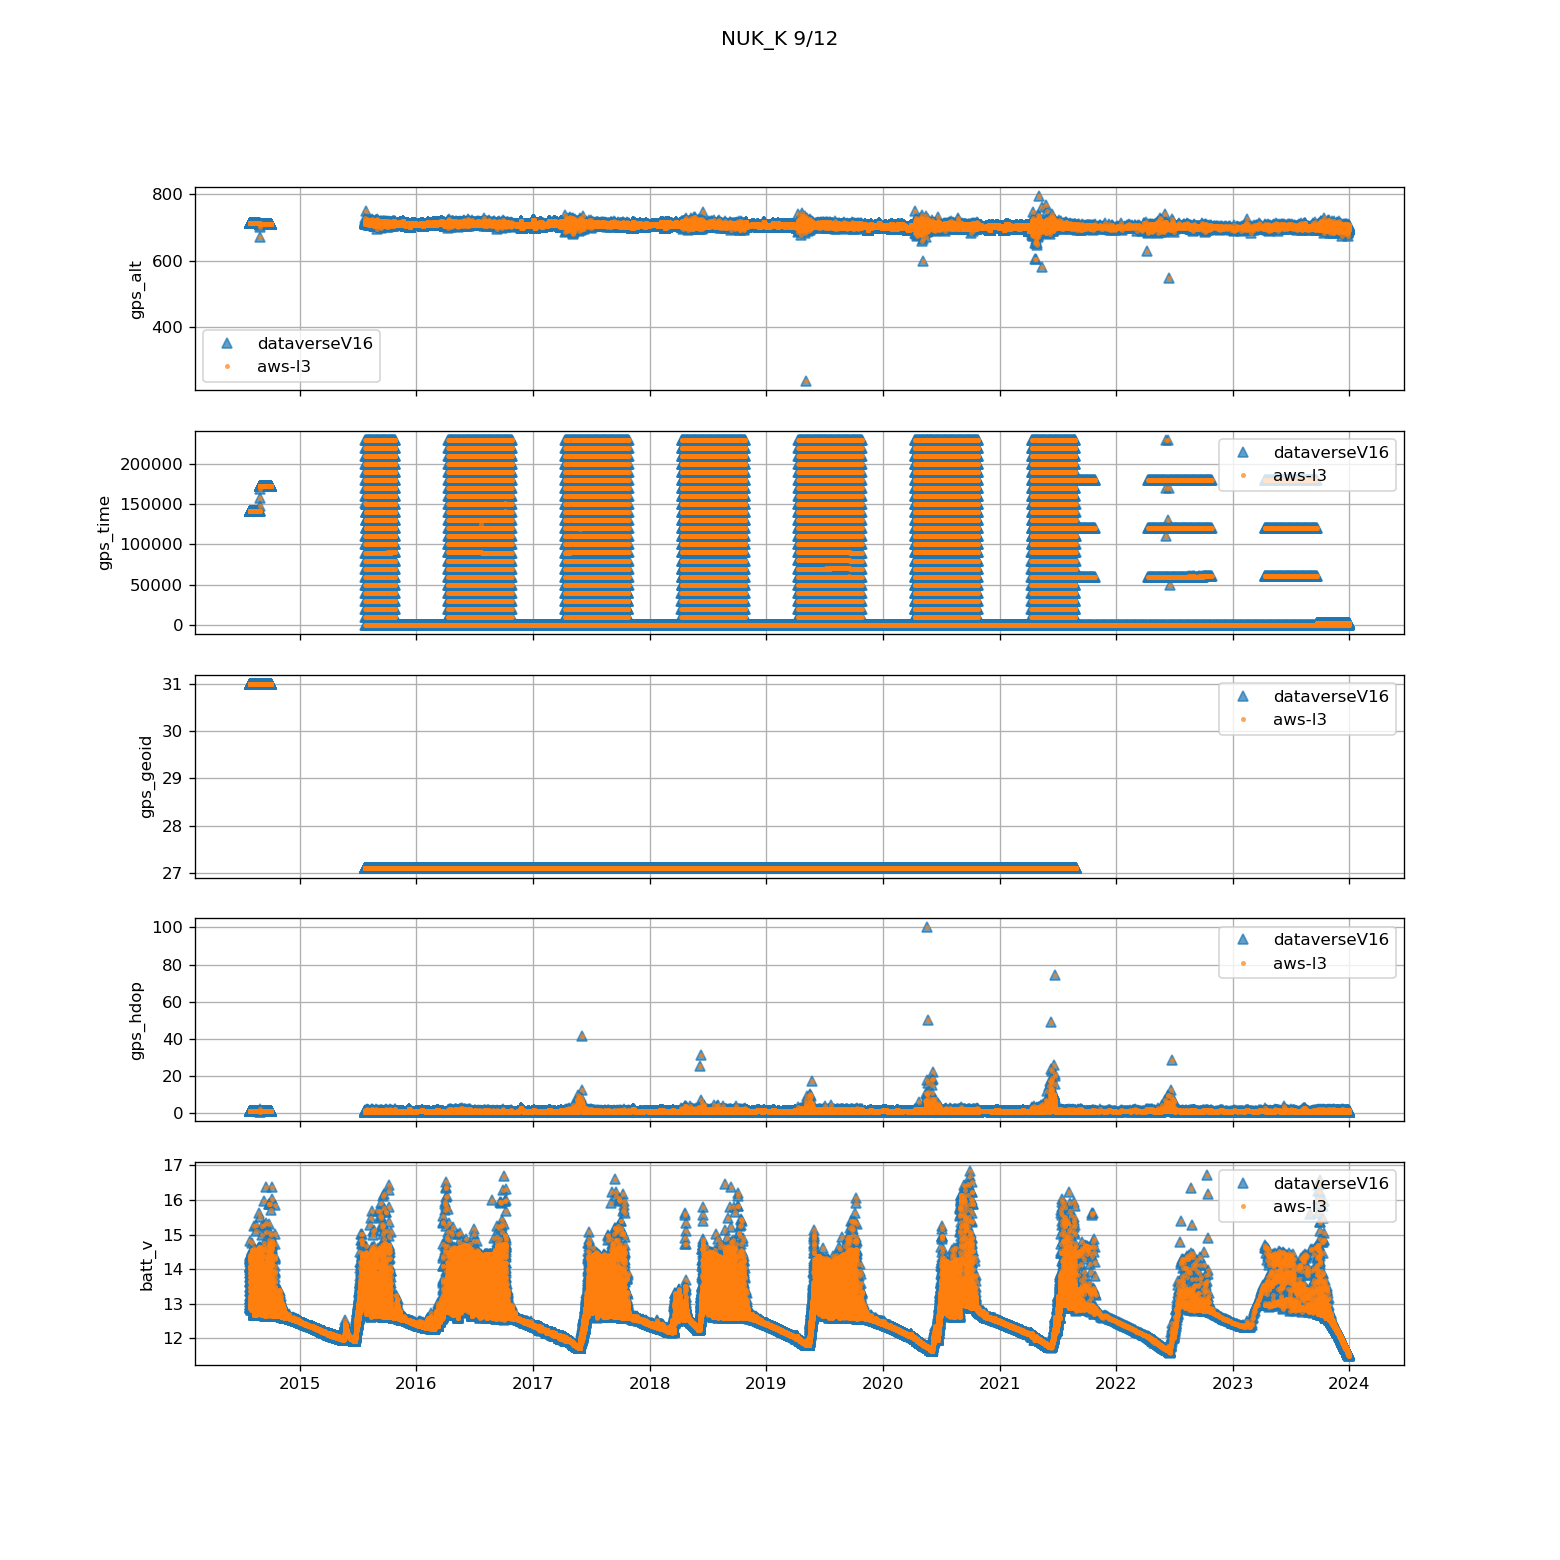 NUK_K 9/12
800
600
400
gps_alt
dataverseV16
aws-l3
200000
150000
100000
50000
0
gps_time
dataverseV16
aws-l3
31
30
29
28
27
gps_geoid
dataverseV16
aws-l3
100
80
60
40
20
0
gps_hdop
dataverseV16
aws-l3
17
16
15
14
13
12
batt_v
dataverseV16
aws-l3
2015 2016 2017 2018 2019 2020 2021 2022 2023 2024